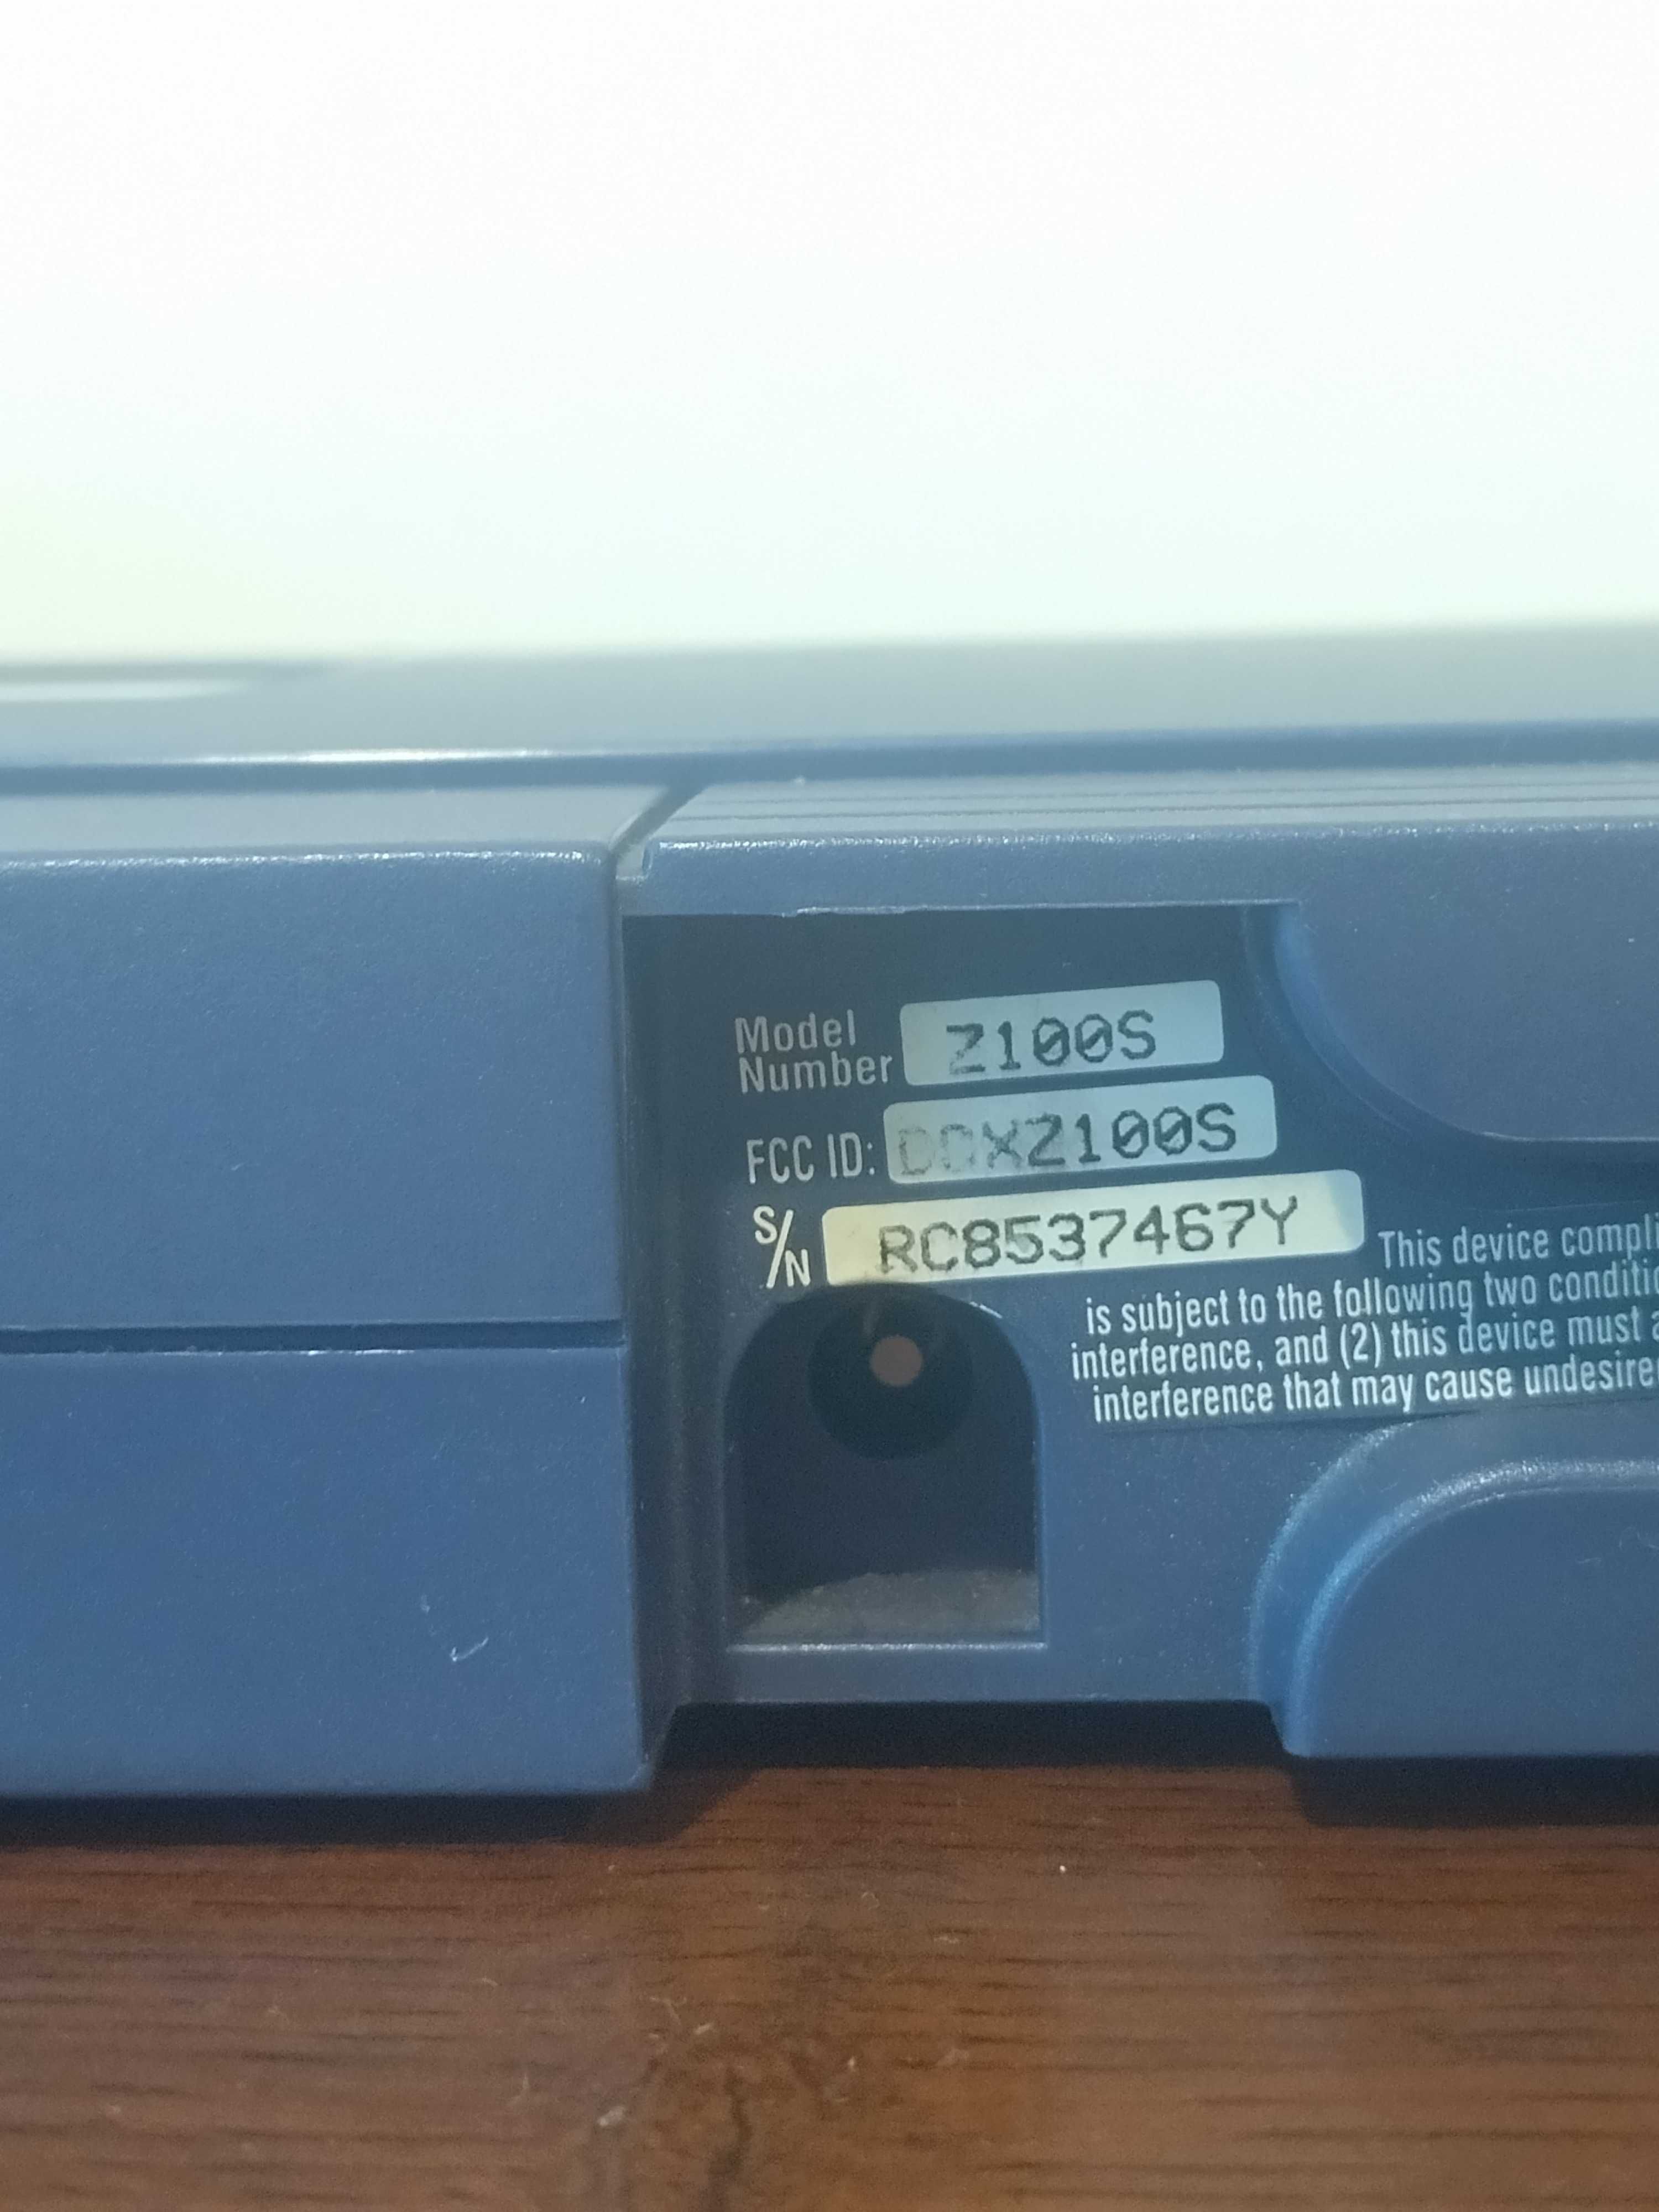 Model
Number Z100S
FCC ID: DCXZ100S
S/N RC8537467Y
This device compli
is subject to the following two conditio
interference, and (2) this device must a
interference that may cause undesire